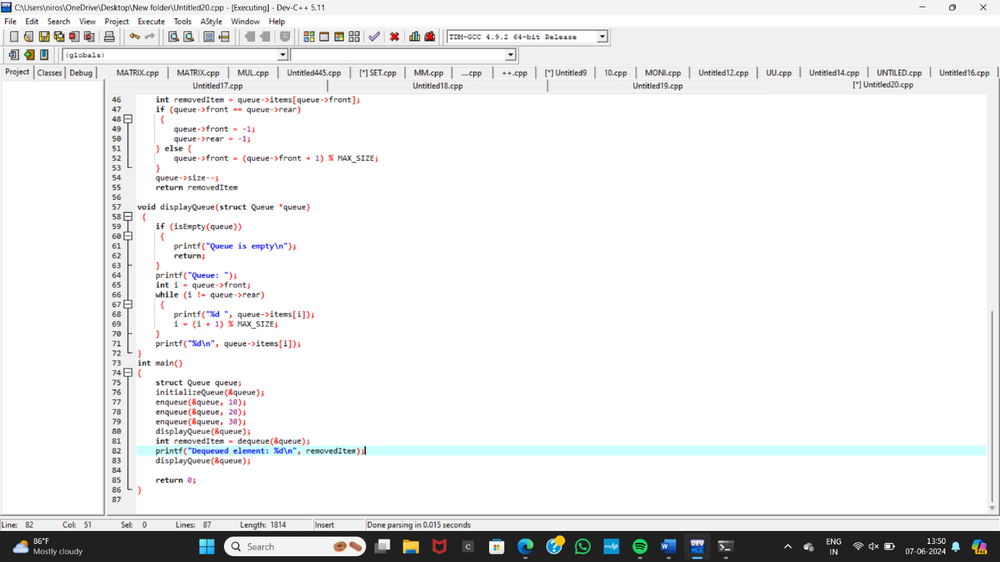 C:\Users\niros\OneDrive\Desktop\New folder\Untitled20.cpp - [Executing] - Dev-C++ 5.11
File Edit Search View Project Execute Tools AStyle Window Help
TDM-GCC 4.9.2 64-bit Release
(globals)
Project Classes Debug MATRIX.cpp MATRIX.cpp MUL.cpp Untitled445.cpp [*] SET.cpp MM.cpp ....cpp ++.cpp [*] Untitled9 10.cpp MONI.cpp Untitled12.cpp UU.cpp Untitled14.cpp UNTILED.cpp Untitled16.cpp
Untitled17.cpp Untitled18.cpp Untitled19.cpp [*] Untitled20.cpp
46 int removedItem = queue->items[queue->front];
47 if (queue->front == queue->rear)
48 {
49 queue->front = -1;
50 queue->rear = -1;
51 } else {
52 queue->front = (queue->front + 1) % MAX_SIZE;
53 }
54 queue->size--;
55 return removedItem
56
57 void displayQueue(struct Queue *queue)
58 {
59 if (isEmpty(queue))
60 {
61 printf("Queue is empty\n");
62 return;
63 }
64 printf("Queue: ");
65 int i = queue->front;
66 while (i != queue->rear)
67 {
68 printf("%d ", queue->items[i]);
69 i = (i + 1) % MAX_SIZE;
70 }
71 printf("%d\n", queue->items[i]);
72 }
73 int main()
74 {
75 struct Queue queue;
76 initializeQueue(&queue);
77 enqueue(&queue, 10);
78 enqueue(&queue, 20);
79 enqueue(&queue, 30);
80 displayQueue(&queue);
81 int removedItem = dequeue(&queue);
82 printf("Dequeued element: %d\n", removedItem);
83 displayQueue(&queue);
84
85 return 0;
86 }
87
Line: 82 Col: 51 Sel: 0 Lines: 87 Length: 1814 Insert Done parsing in 0.015 seconds
86°F
Mostly cloudy
Search
C
myhp
W
DEV
ENG
IN
13:50
07-06-2024
PRE